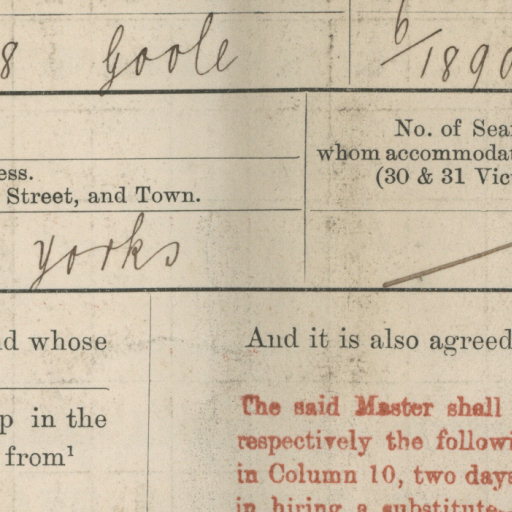 8 Goole 6/1890
No. of Sea
whom accommodat
(30 & 31 Vic
ess.
Street, and Town.
yorks
d whose
p in the
from¹
And it is also agreed
The said Master shall
respectively the followi
in Column 10, two days
in hiring a substitute